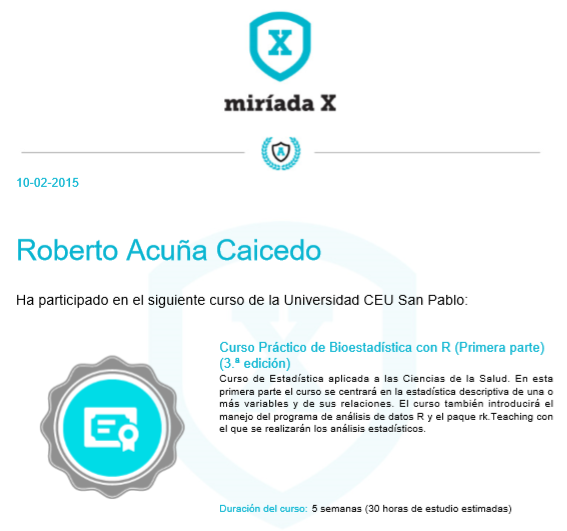 X
miríada X
10-02-2015
Roberto Acuña Caicedo
Ha participado en el siguiente curso de la Universidad CEU San Pablo:
Curso Práctico de Bioestadística con R (Primera parte)
(3.ª edición)
Curso de Estadística aplicada a las Ciencias de la Salud. En esta
primera parte el curso se centrará en la estadística descriptiva de una o
más variables y de sus relaciones. El curso también introducirá el
manejo del programa de análisis de datos R y el paque rk.Teaching con
el que se realizarán los análisis estadísticos.
Duración del curso: 5 semanas (30 horas de estudio estimadas)